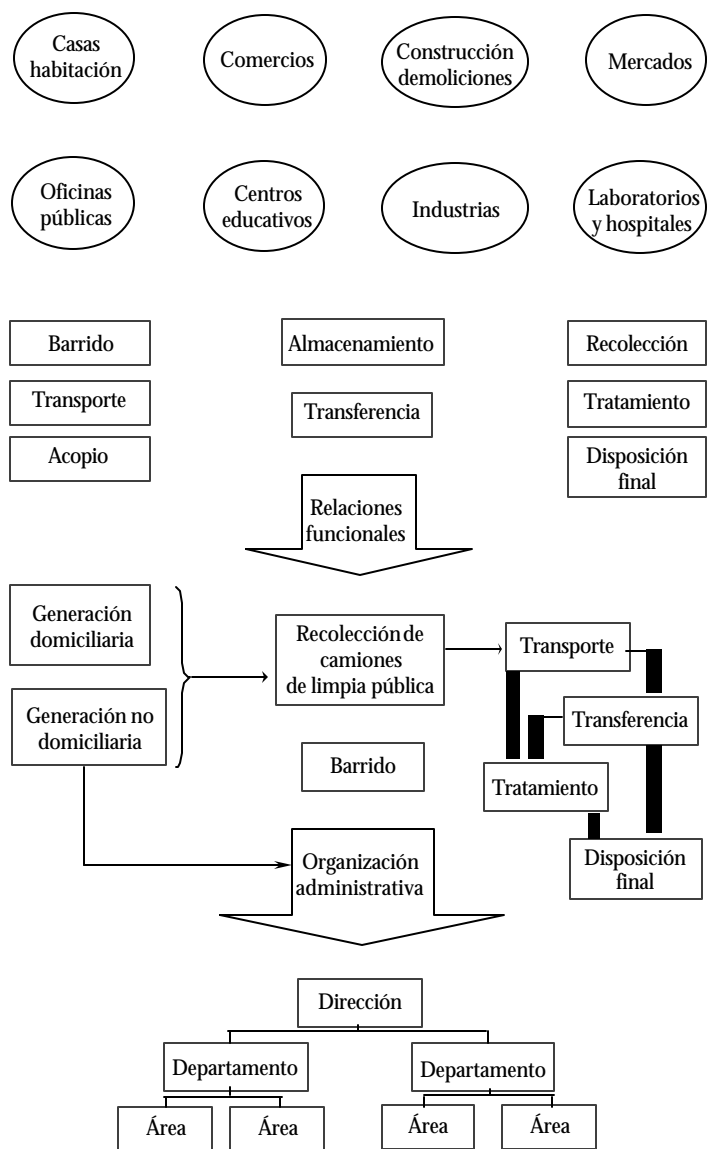 Casas
habitación
Comercios
Construcción
demoliciones
Mercados
Oficinas
públicas
Centros
educativos
Industrias
Laboratorios
y hospitales
Barrido
Almacenamiento
Recolección
Transporte
Transferencia
Tratamiento
Acopio
Disposición
final
Relaciones
funcionales
Generación
domiciliaria
Generación no
domiciliaria
Recolección de
camiones
de limpia pública
Barrido
Transporte
Transferencia
Tratamiento
Disposición
final
Organización
administrativa
Dirección
Departamento
Departamento
Área
Área
Área
Área